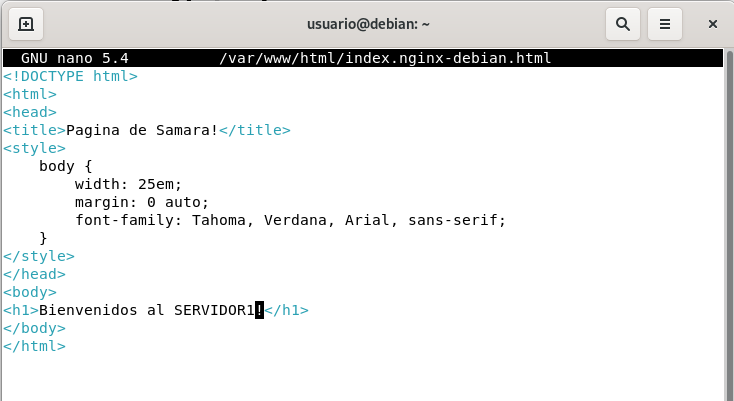 usuario@debian: ~
GNU nano 5.4 /var/www/html/index.nginx-debian.html
<!DOCTYPE html>
<html>
<head>
<title>Pagina de Samara!</title>
<style>
    body {
        width: 25em;
        margin: 0 auto;
        font-family: Tahoma, Verdana, Arial, sans-serif;
    }
</style>
</head>
<body>
<h1>Bienvenidos al SERVIDOR1!</h1>
</body>
</html>